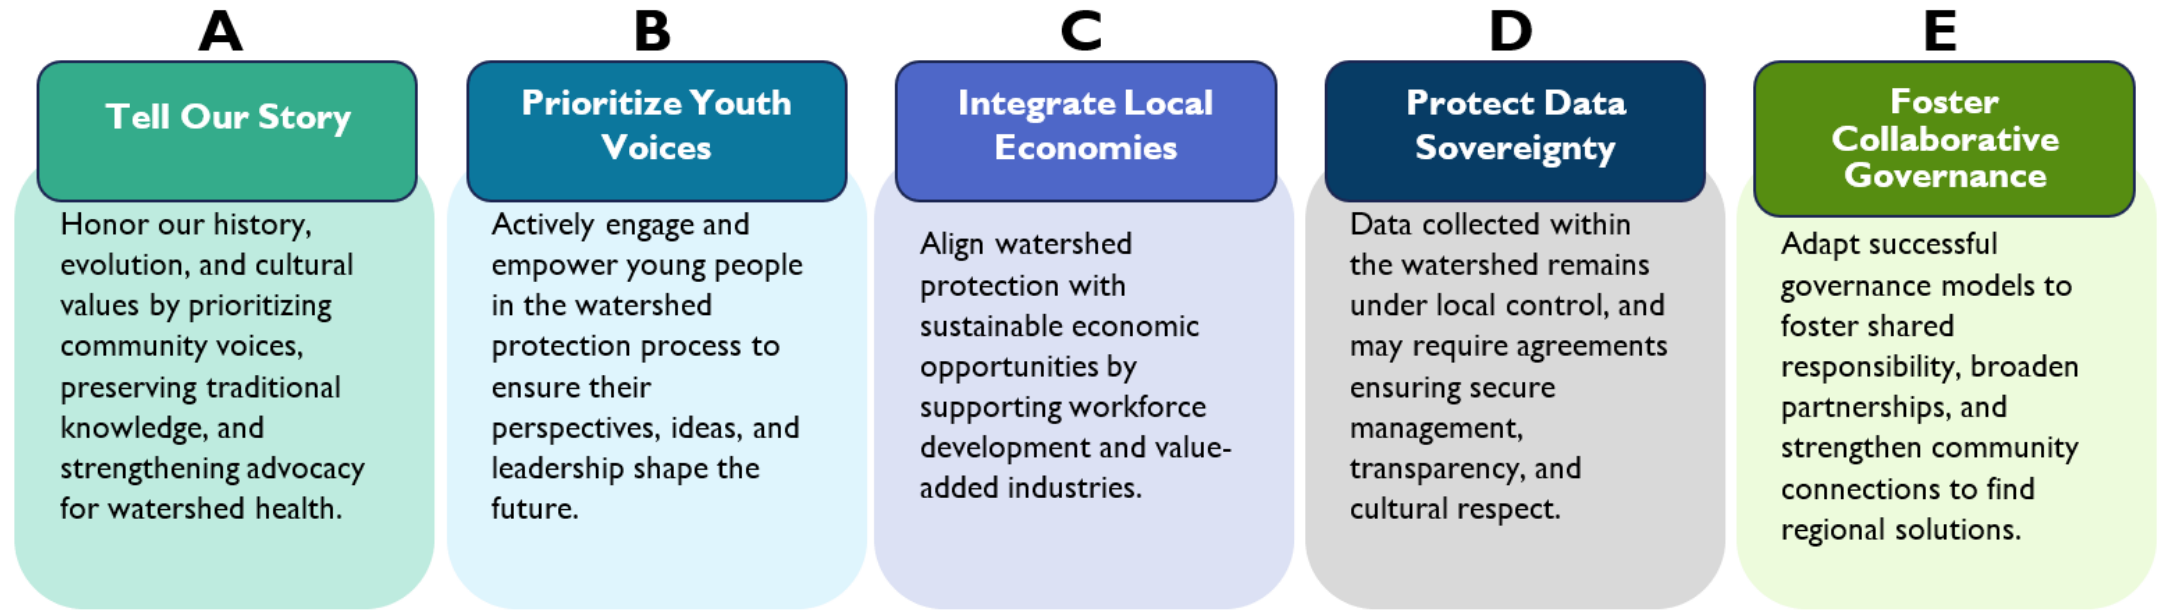 A
Tell Our Story
Honor our history,
evolution, and cultural
values by prioritizing
community voices,
preserving traditional
knowledge, and
strengthening advocacy
for watershed health.
B
Prioritize Youth
Voices
Actively engage and
empower young people
in the watershed
protection process to
ensure their
perspectives, ideas, and
leadership shape the
future.
C
Integrate Local
Economies
Align watershed
protection with
sustainable economic
opportunities by
supporting workforce
development and value-
added industries.
D
Protect Data
Sovereignty
Data collected within
the watershed remains
under local control, and
may require agreements
ensuring secure
management,
transparency, and
cultural respect.
E
Foster
Collaborative
Governance
Adapt successful
governance models to
foster shared
responsibility, broaden
partnerships, and
strengthen community
connections to find
regional solutions.